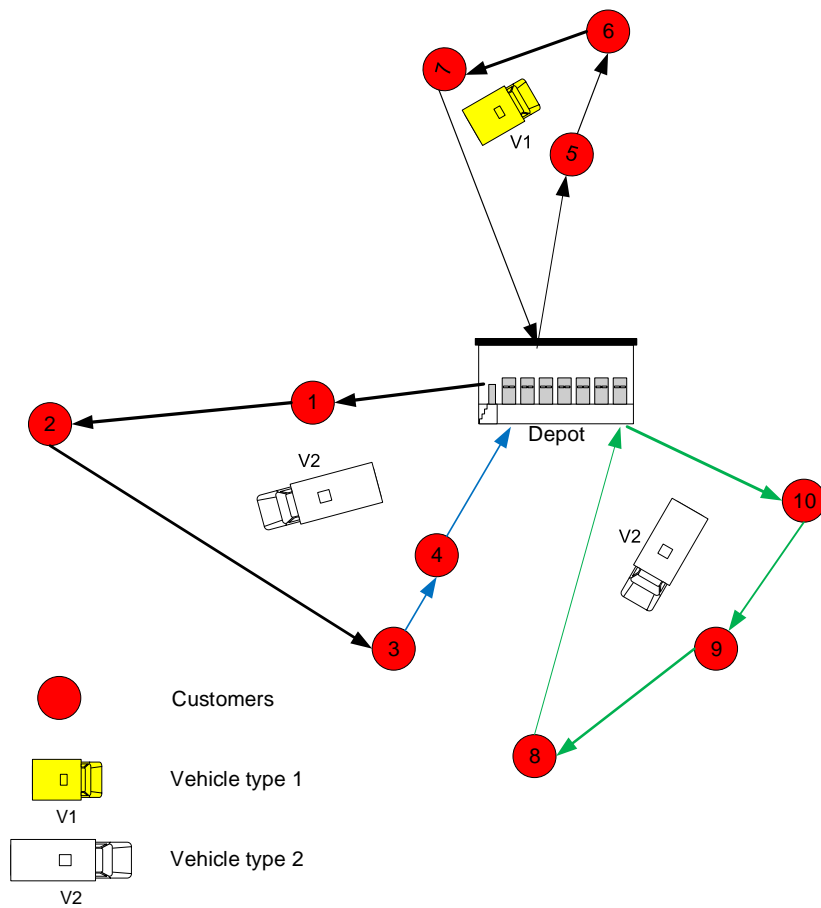 6
7
V1
5
1
2
Depot
V2
10
V2
4
3
9
8
Customers
Vehicle type 1
V1
Vehicle type 2
V2